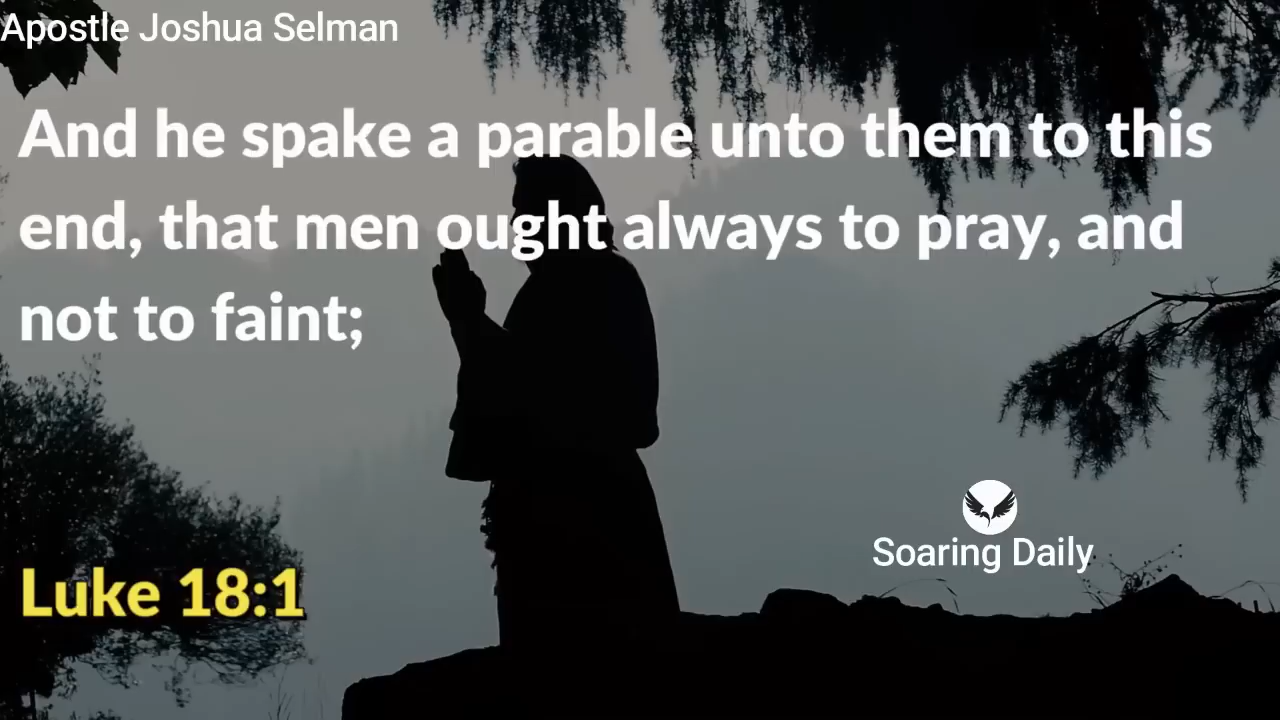 Apostle Joshua Selman
And he spake a parable unto them to this
end, that men ought always to pray, and
not to faint;
Soaring Daily
Luke 18:1